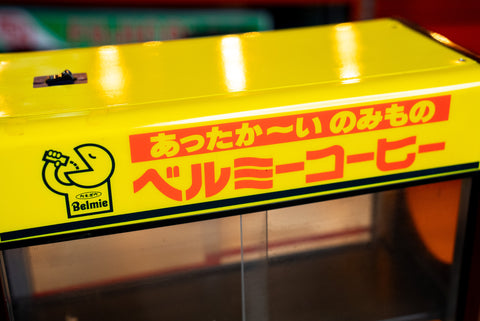 あったか〜い のみもの
ベルミーコーヒー
カネボウ
Belmie